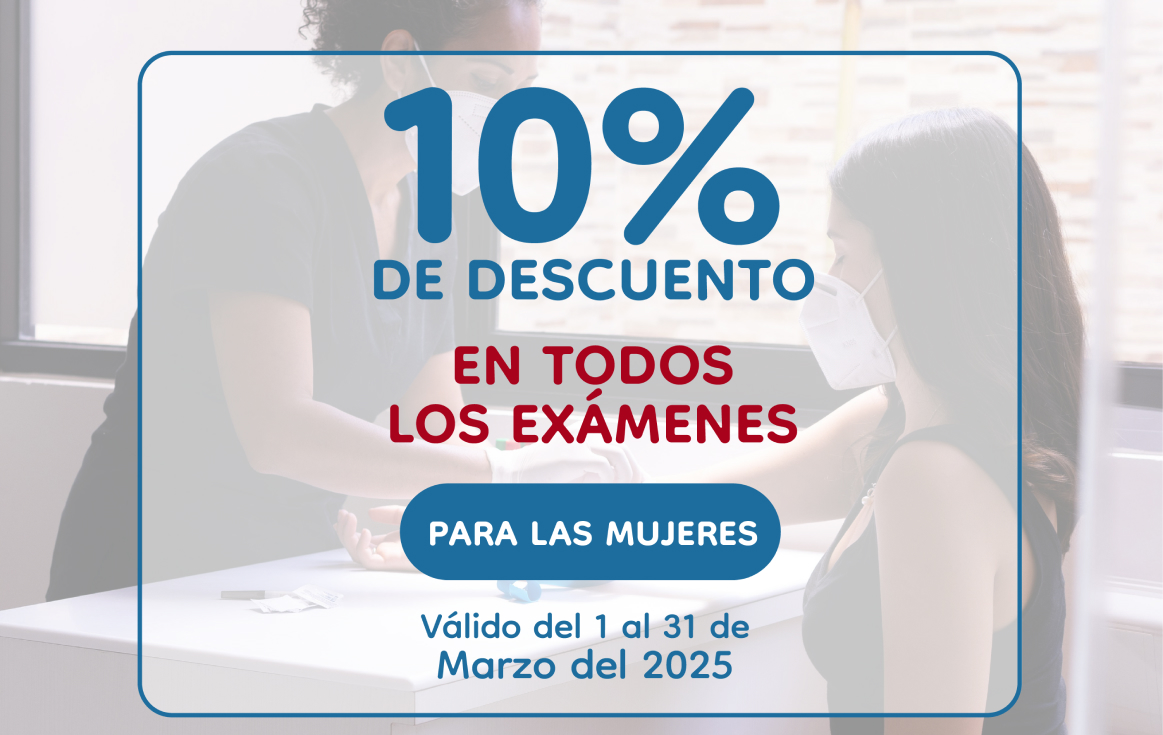 10%
DE DESCUENTO
EN TODOS
LOS EXÁMENES
PARA LAS MUJERES
Válido del 1 al 31 de
Marzo del 2025